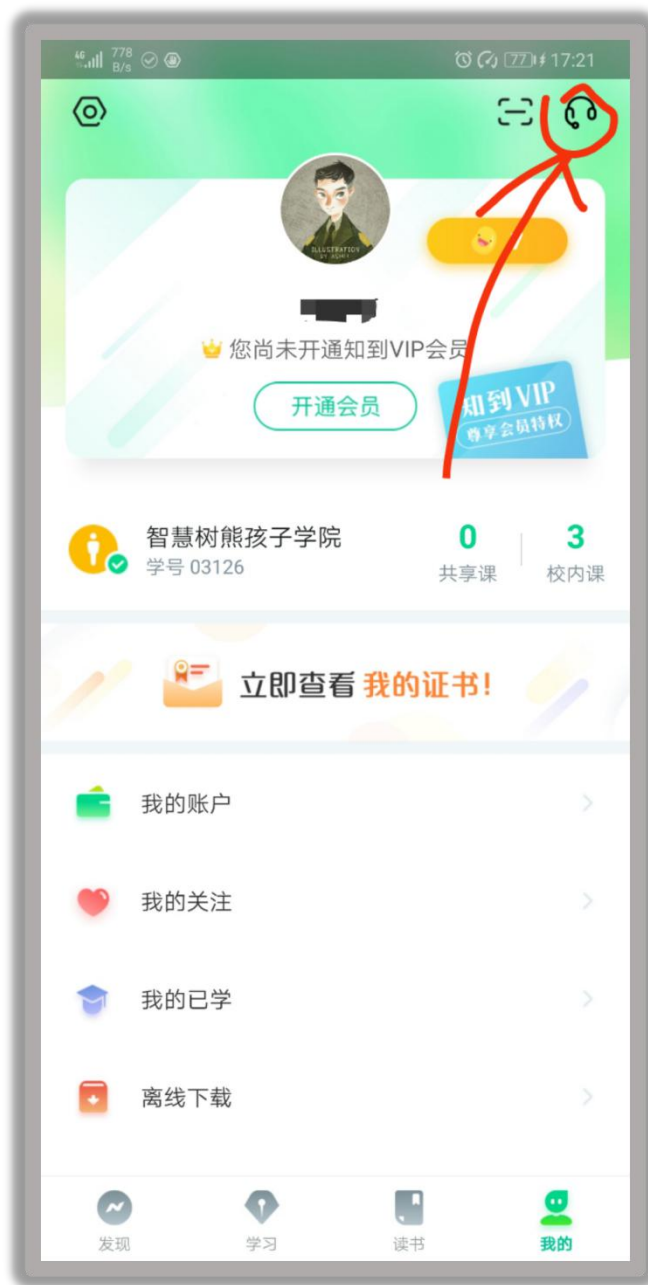 4G 778 B/s 77 17:21
ILLUSTRATION
您尚未开通知到VIP会员
开通会员
知到VIP
尊享会员特权
智慧树熊孩子学院
学号 03126
0 3
共享课 校内课
立即查看 我的证书!
我的账户
我的关注
我的已学
离线下载
发现 学习 读书 我的